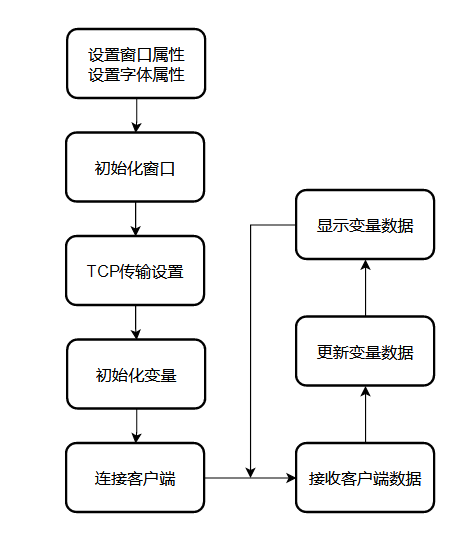 设置窗口属性
设置字体属性
初始化窗口
TCP传输设置
初始化变量
连接客户端
接收客户端数据
更新变量数据
显示变量数据